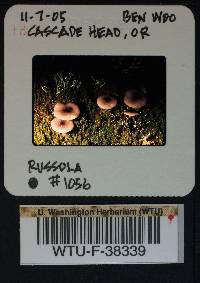 11-7-05 BEN WOO
CASCADE HEAD, OR
RUSSULA
#1056
U. Washington Herbarium (WTU)
WTU-F-38339